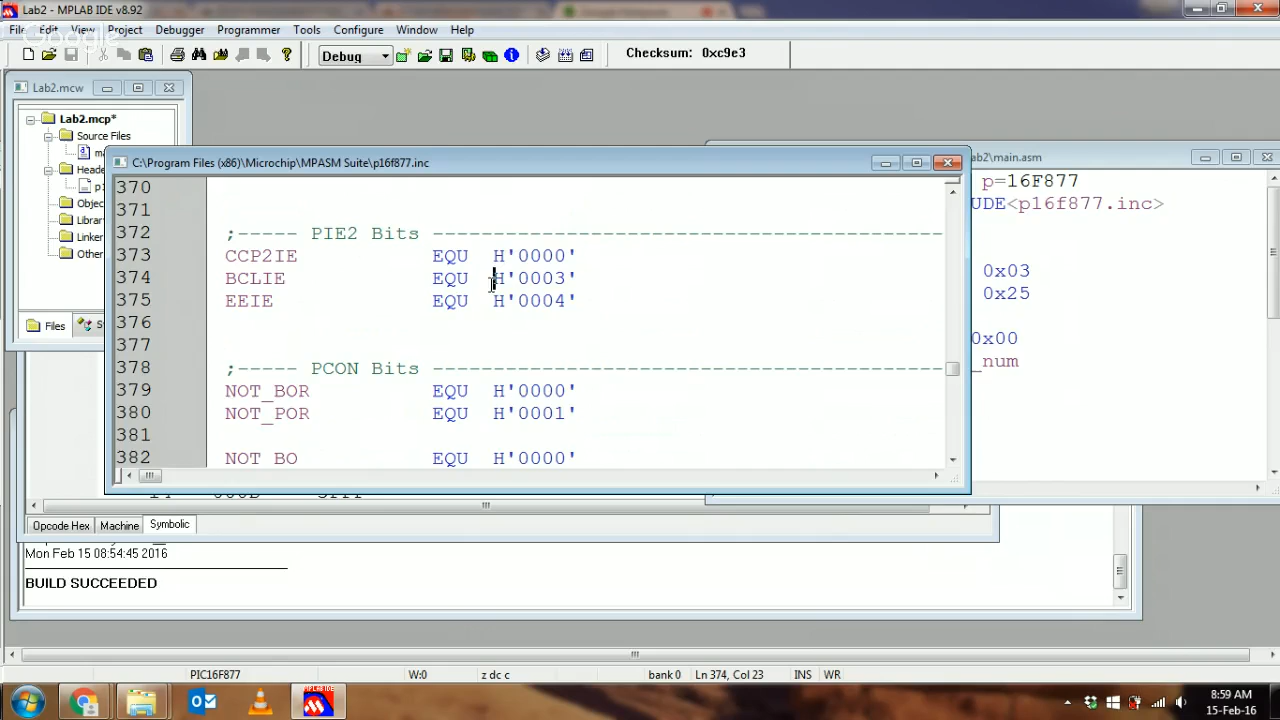 Lab2 - MPLAB IDE v8.92
File Edit View Project Debugger Programmer Tools Configure Window Help
Google
Debug
Checksum: 0xc9e3
Lab2.mcw
Lab2.mcp*
Source Files
Object
Library
Linker
Other
Files
C:\Program Files (x86)\Microchip\MPASM Suite\p16f877.inc
370
371
372 ;----- PIE2 Bits ------------------------------------------
373 CCP2IE EQU H'0000'
374 BCLIE EQU H'0003'
375 EEIE EQU H'0004'
376
377
378 ;----- PCON Bits ------------------------------------------
379 NOT_BOR EQU H'0000'
380 NOT_POR EQU H'0001'
381
382 NOT_BO EQU H'0000'
ab2\main.asm
p=16F877
UDE<p16f877.inc>
0x03
0x25
0x00
_num
Opcode Hex Machine Symbolic
Mon Feb 15 08:54:45 2016
BUILD SUCCEEDED
PIC16F877 W:0 z dc c bank 0 Ln 374, Col 23 INS WR
8:59 AM
15-Feb-16